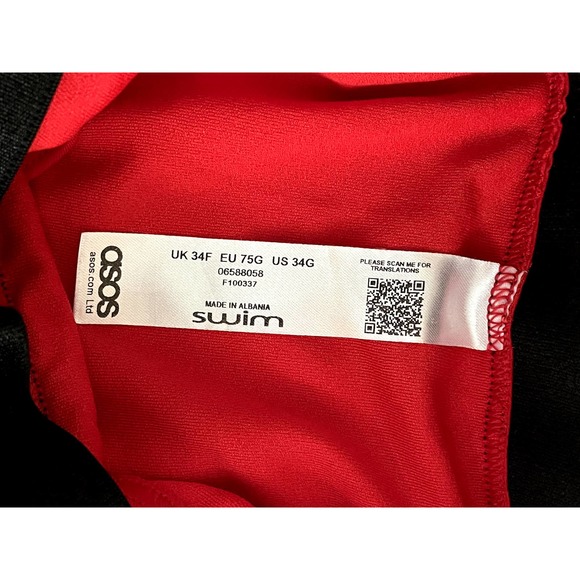 asos
asos.com Ltd
UK 34F EU 75G US 34G
06588058
F100337
MADE IN ALBANIA
swim
PLEASE SCAN ME FOR
TRANSLATIONS